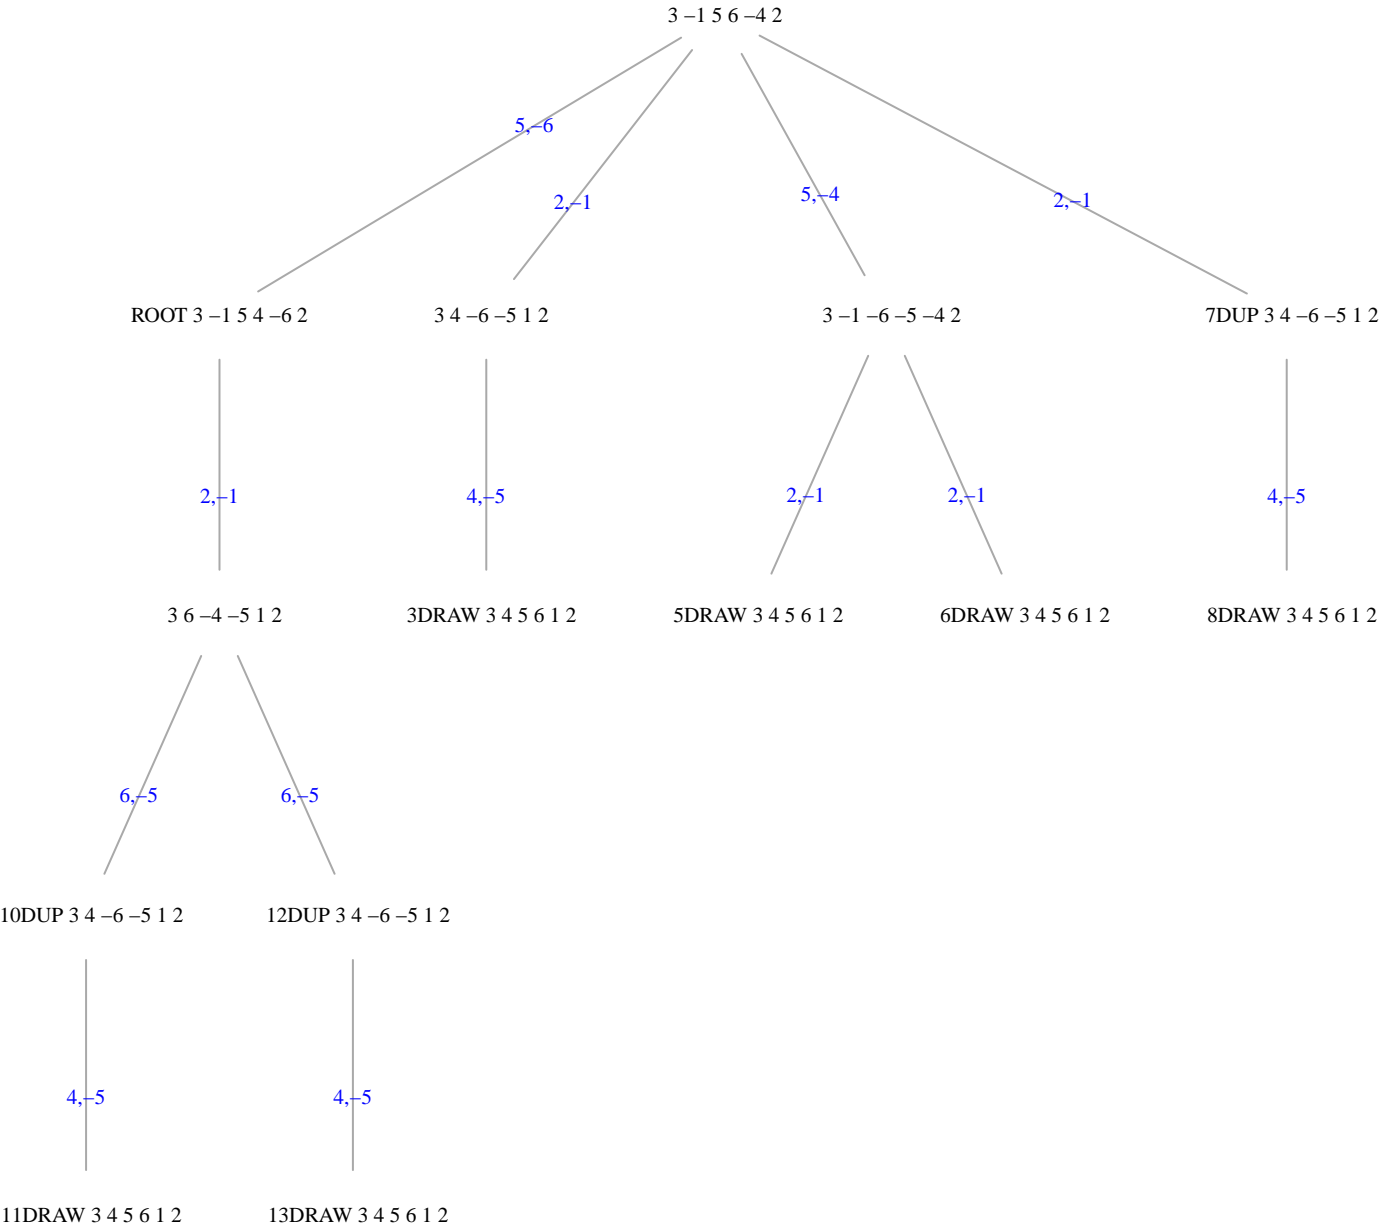 3 –1 5 6 –4 2
5,–6
2,–1
5,–4
2,–1
ROOT 3 –1 5 4 –6 2
3 4 –6 –5 1 2
3 –1 –6 –5 –4 2
7DUP 3 4 –6 –5 1 2
2,–1
4,–5
2,–1
2,–1
4,–5
3 6 –4 –5 1 2
3DRAW 3 4 5 6 1 2
5DRAW 3 4 5 6 1 2
6DRAW 3 4 5 6 1 2
8DRAW 3 4 5 6 1 2
6,–5
6,–5
10DUP 3 4 –6 –5 1 2
12DUP 3 4 –6 –5 1 2
4,–5
4,–5
11DRAW 3 4 5 6 1 2
13DRAW 3 4 5 6 1 2